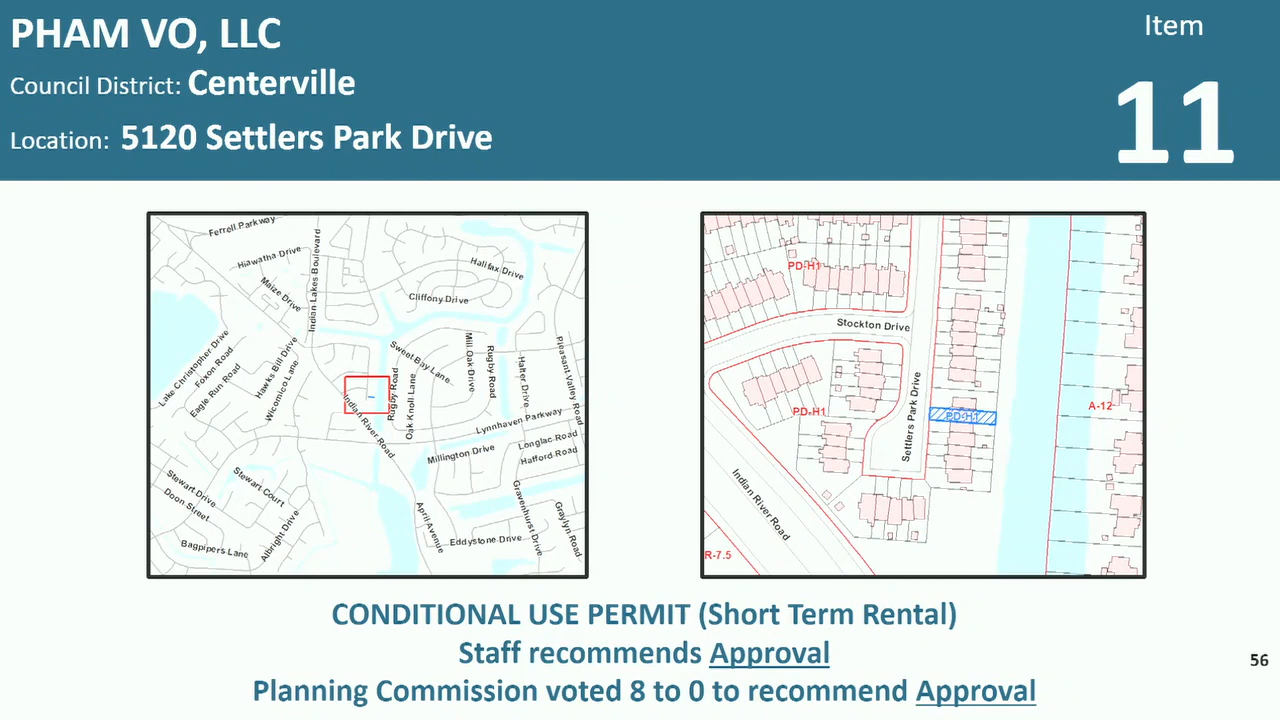 PHAM VO, LLC
Council District: Centerville
Location: 5120 Settlers Park Drive
Item
11
Ferrell Parkway
Hiawatha Drive
Maize Drive
Indian Lakes Boulevard
Halifax Drive
Cliffony Drive
Lake Christopher Drive
Foxon Road
Eagle Run Road
Hawks Bill Drive
Wicomico Lane
Sweet Bay Lane
Mill Oak Drive
Rugby Road
Halter Drive
Pleasant Valley Road
Indian River Road
Rugby Road
Oak Knoll Lane
Lynnhaven Parkway
Millington Drive
Longlac Road
Hafford Road
Stewart Drive
Doon Street
Stewart Court
Albright Drive
Bagpipers Lane
April Avenue
Eddystone Drive
Gravenhurst Drive
Graylyn Road
PD-H1
Stockton Drive
PD-H1
Settlers Park Drive
PD-H1
A-12
Indian River Road
R-7.5
CONDITIONAL USE PERMIT (Short Term Rental)
Staff recommends Approval
Planning Commission voted 8 to 0 to recommend Approval
56